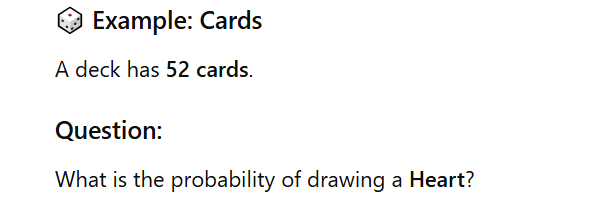 🎲 Example: Cards
A deck has 52 cards.
Question:
What is the probability of drawing a Heart?